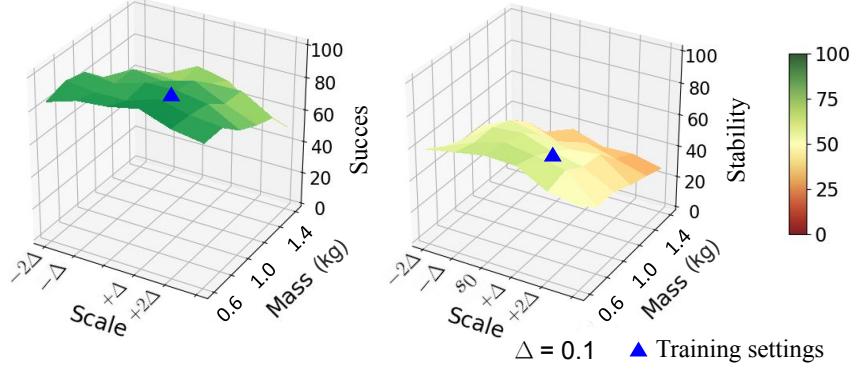 100
80
60
40
20
0
Succes
−2Δ
−Δ
+Δ
+2Δ
Scale
0.6
1.0
1.4
Mass (kg)
100
80
60
40
20
0
Stability
−2Δ
−Δ
s0
+Δ
+2Δ
Scale
0.6
1.0
1.4
Mass (kg)
100
75
50
25
0
Δ = 0.1
Training settings